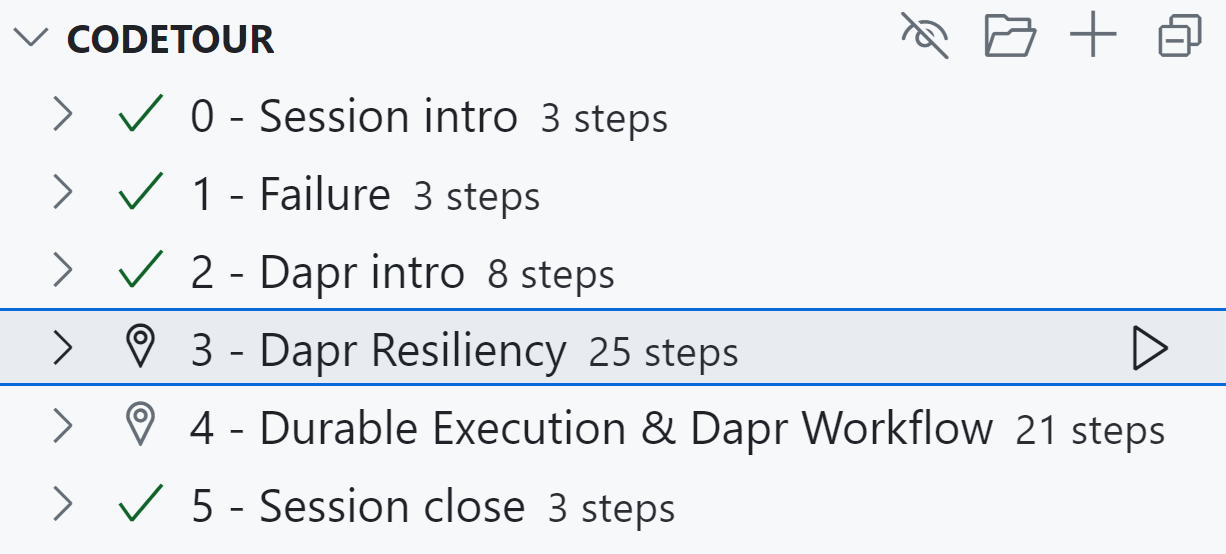 CODETOUR
0 - Session intro 3 steps
1 - Failure 3 steps
2 - Dapr intro 8 steps
3 - Dapr Resiliency 25 steps
4 - Durable Execution & Dapr Workflow 21 steps
5 - Session close 3 steps